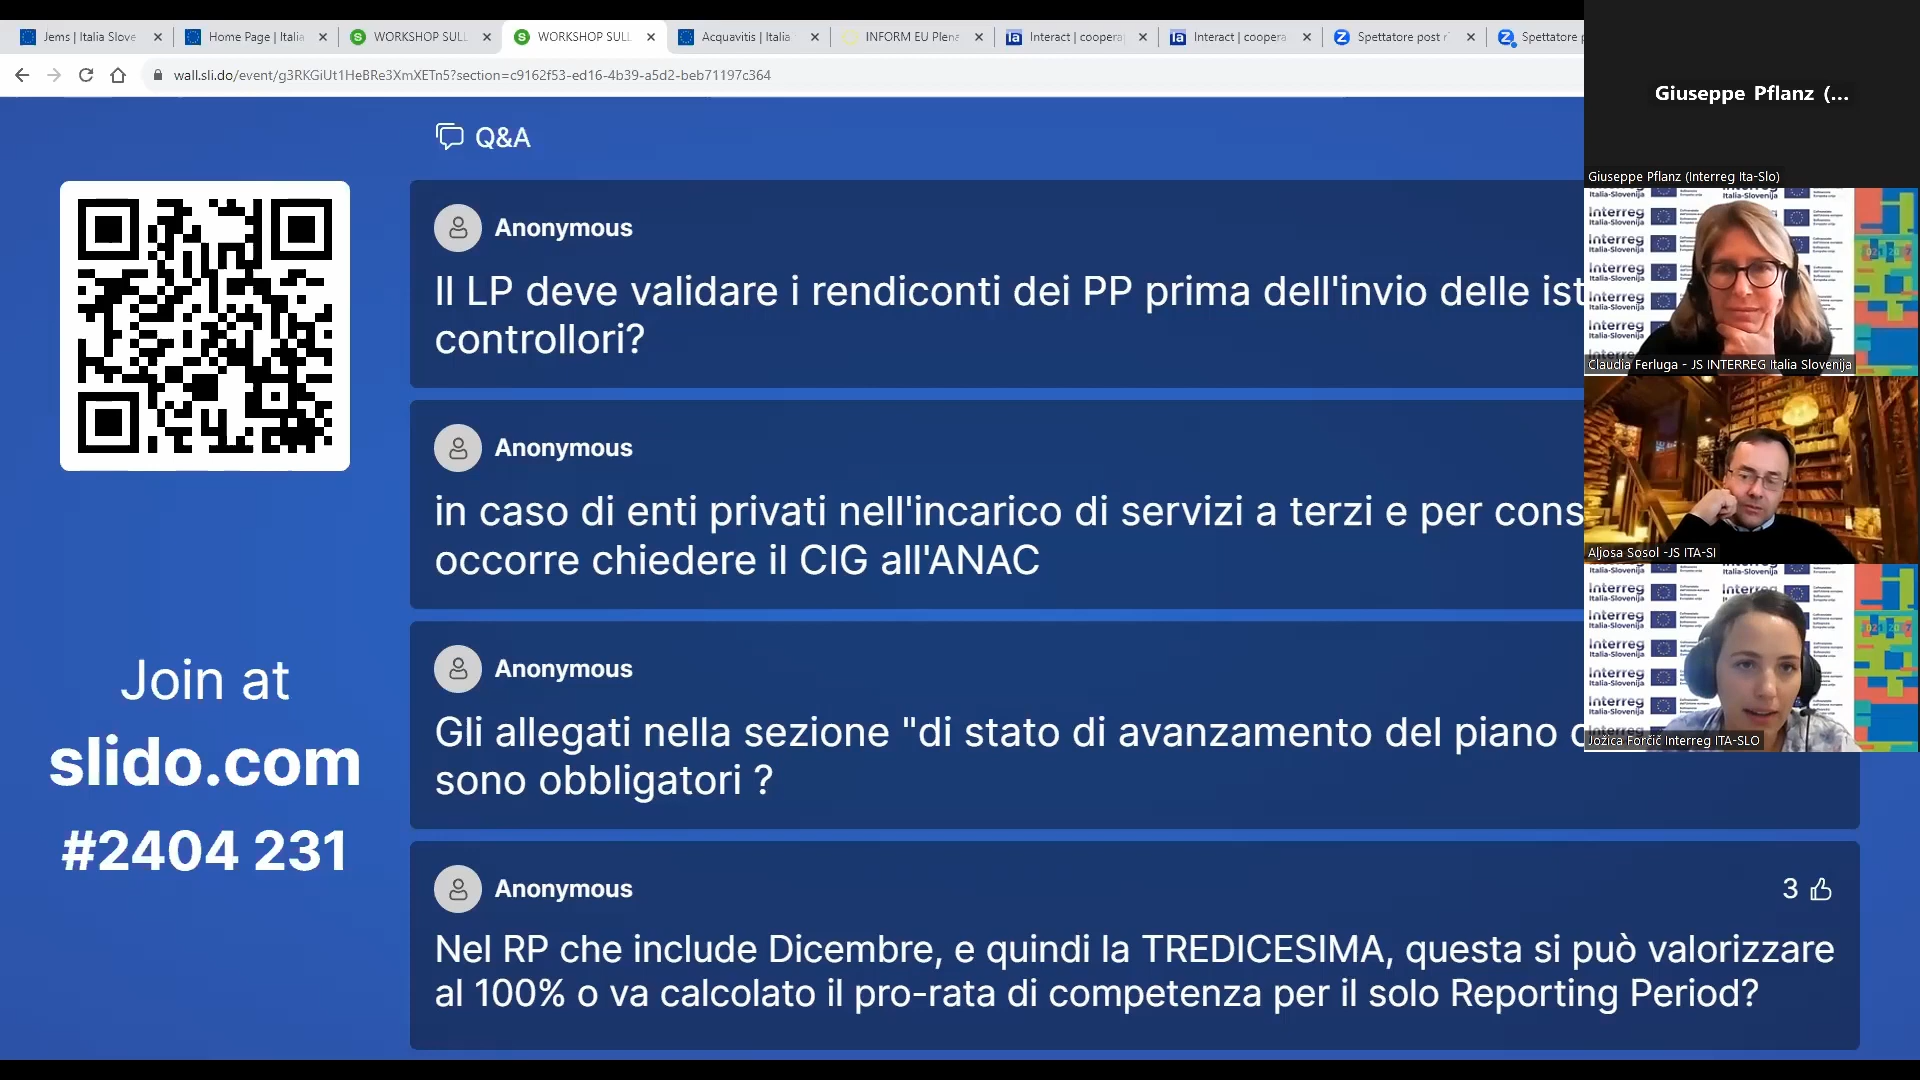 Jems | Italia Slove
Home Page | Italia
WORKSHOP SULL
WORKSHOP SULL
Acquavitis | Italia
INFORM EU Plena
Interact | coopera
Interact | coopera
Spettatore post r
Spettatore p
wall.sli.do/event/g3RKGiUt1HeBRe3XmXETn5?section=c9162f53-ed16-4b39-a5d2-beb71197c364
Q&A
Anonymous
Il LP deve validare i rendiconti dei PP prima dell'invio delle ist
controllori?
Anonymous
in caso di enti privati nell'incarico di servizi a terzi e per cons
occorre chiedere il CIG all'ANAC
Anonymous
Gli allegati nella sezione "di stato di avanzamento del piano
sono obbligatori ?
Anonymous
3
Nel RP che include Dicembre, e quindi la TREDICESIMA, questa si può valorizzare
al 100% o va calcolato il pro-rata di competenza per il solo Reporting Period?
Join at
slido.com
#2404 231
Giuseppe Pflanz (...
Giuseppe Pflanz (Interreg Ita-Slo)
Interreg
Italia-Slovenija
Claudia Ferluga - JS INTERREG Italia Slovenija
Aljosa Sosol -JS ITA-SI
Interreg
Italia-Slovenija
Jožica Forčič Interreg ITA-SLO